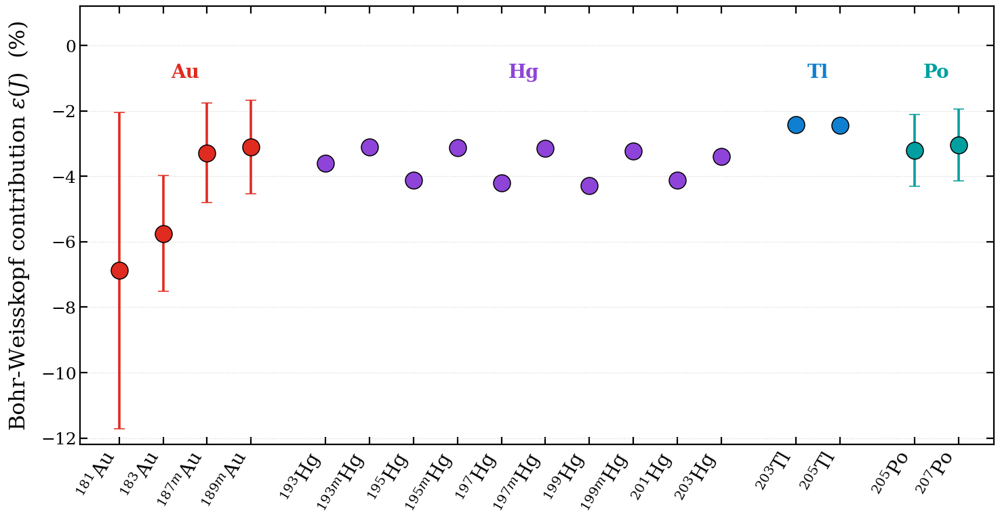 Bohr-Weisskopf contribution ε(J) (%)
0
−2
−4
−6
−8
−10
−12
Au
Hg
Tl
Po
¹⁸¹Au
¹⁸³Au
¹⁸⁷ᵐAu
¹⁸⁹ᵐAu
¹⁹³Hg
¹⁹³ᵐHg
¹⁹⁵Hg
¹⁹⁵ᵐHg
¹⁹⁷Hg
¹⁹⁷ᵐHg
¹⁹⁹Hg
¹⁹⁹ᵐHg
²⁰¹Hg
²⁰³Hg
²⁰³Tl
²⁰⁵Tl
²⁰⁵Po
²⁰⁷Po